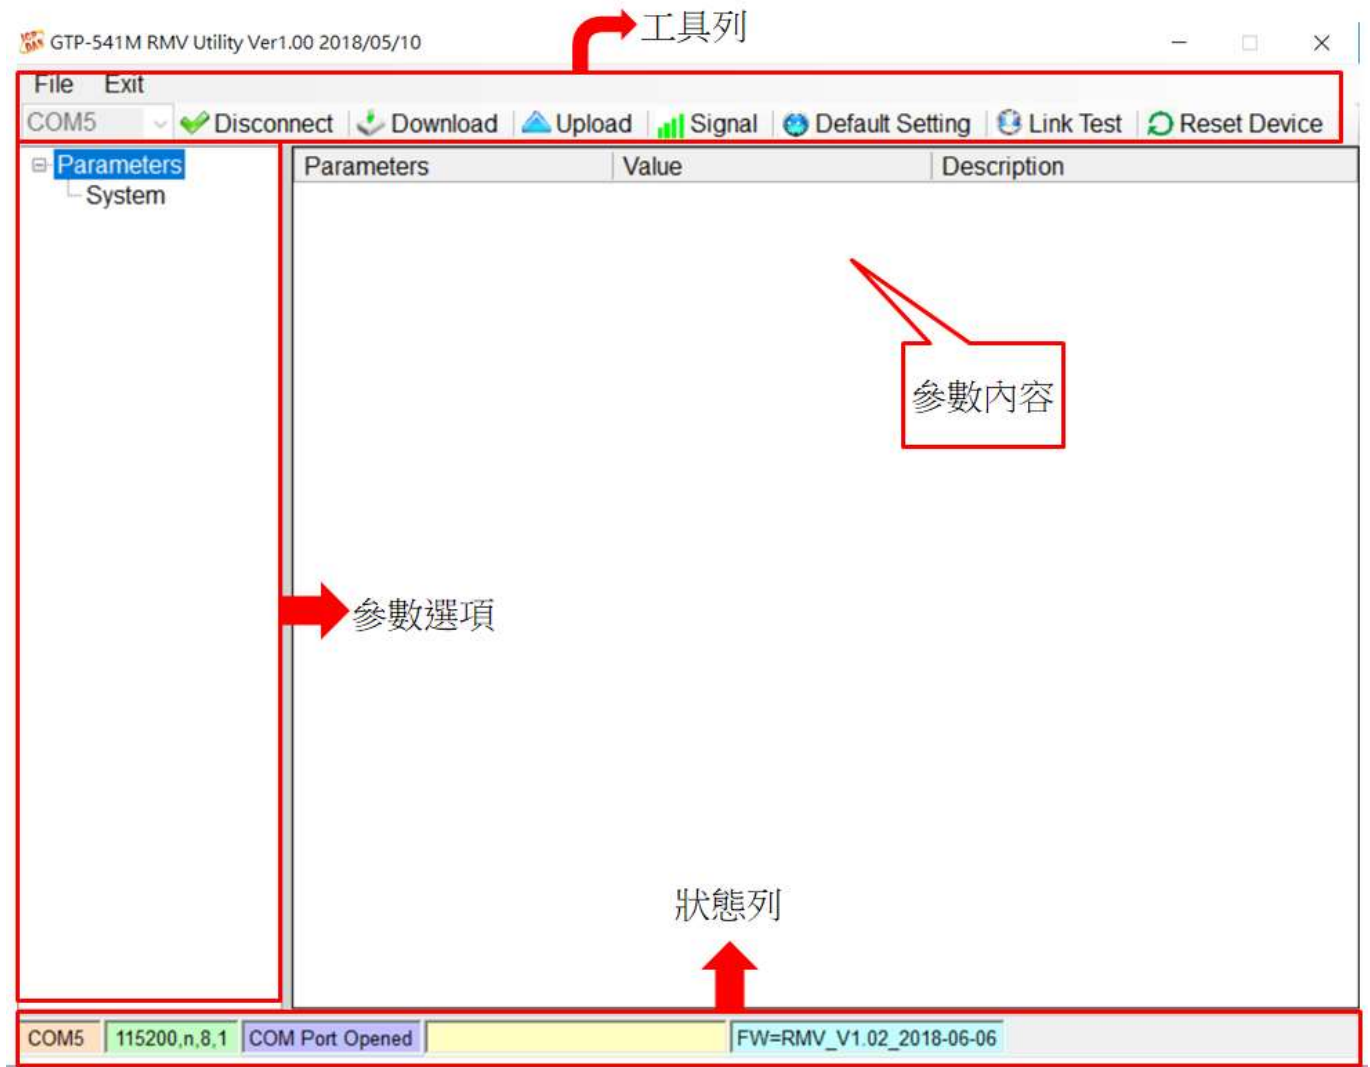 工具列
GTP-541M RMV Utility Ver1.00 2018/05/10
File Exit
COM5 Disconnect Download Upload Signal Default Setting Link Test Reset Device
Parameters
System
Parameters Value Description
參數內容
參數選項
狀態列
COM5 115200,n,8,1 COM Port Opened FW=RMV_V1.02_2018-06-06